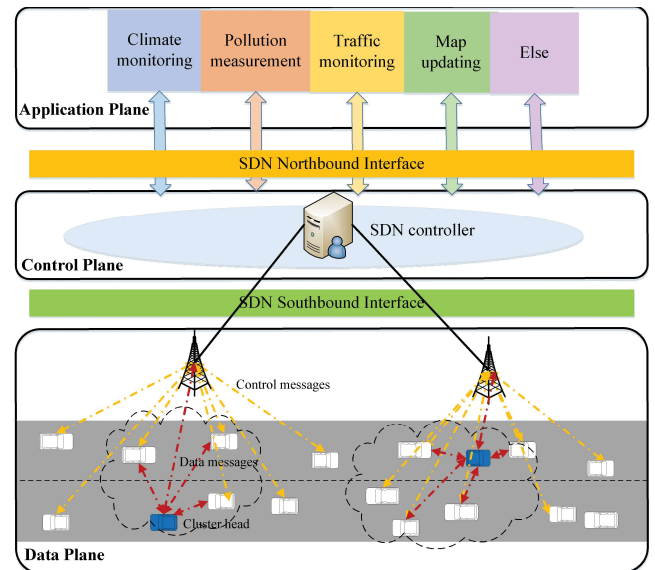 Climate
monitoring
Pollution
measurement
Traffic
monitoring
Map
updating
Else
Application Plane
SDN Northbound Interface
SDN controller
Control Plane
SDN Southbound Interface
Control messages
Data messages
Cluster head
Data Plane